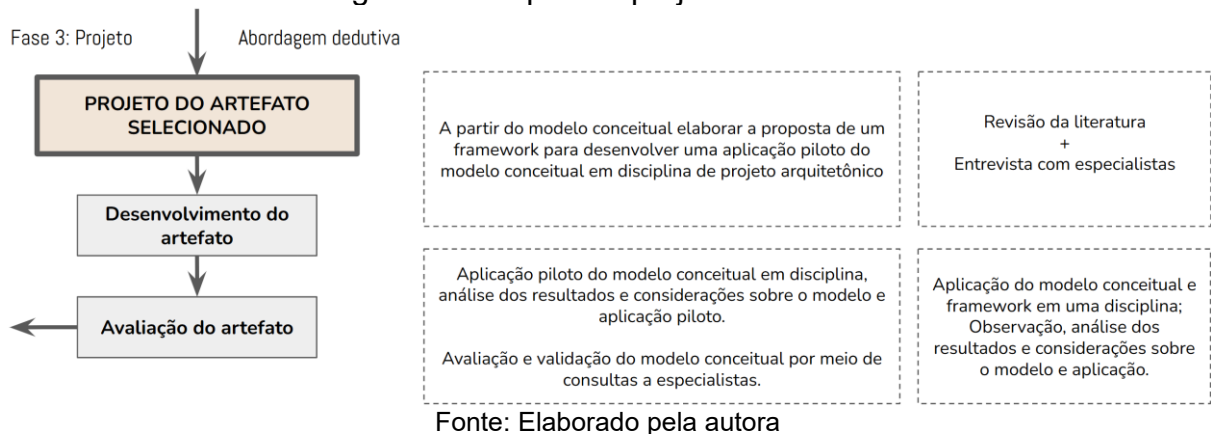 Fase 3: Projeto
Abordagem dedutiva
PROJETO DO ARTEFATO
SELECIONADO
A partir do modelo conceitual elaborar a proposta de um
framework para desenvolver uma aplicação piloto do
modelo conceitual em disciplina de projeto arquitetônico
Revisão da literatura
+
Entrevista com especialistas
Desenvolvimento do
artefato
Avaliação do artefato
Aplicação piloto do modelo conceitual em disciplina,
análise dos resultados e considerações sobre o modelo e
aplicação piloto.
Avaliação e validação do modelo conceitual por meio de
consultas a especialistas.
Aplicação do modelo conceitual e
framework em uma disciplina;
Observação, análise dos
resultados e considerações sobre
o modelo e aplicação.
Fonte: Elaborado pela autora